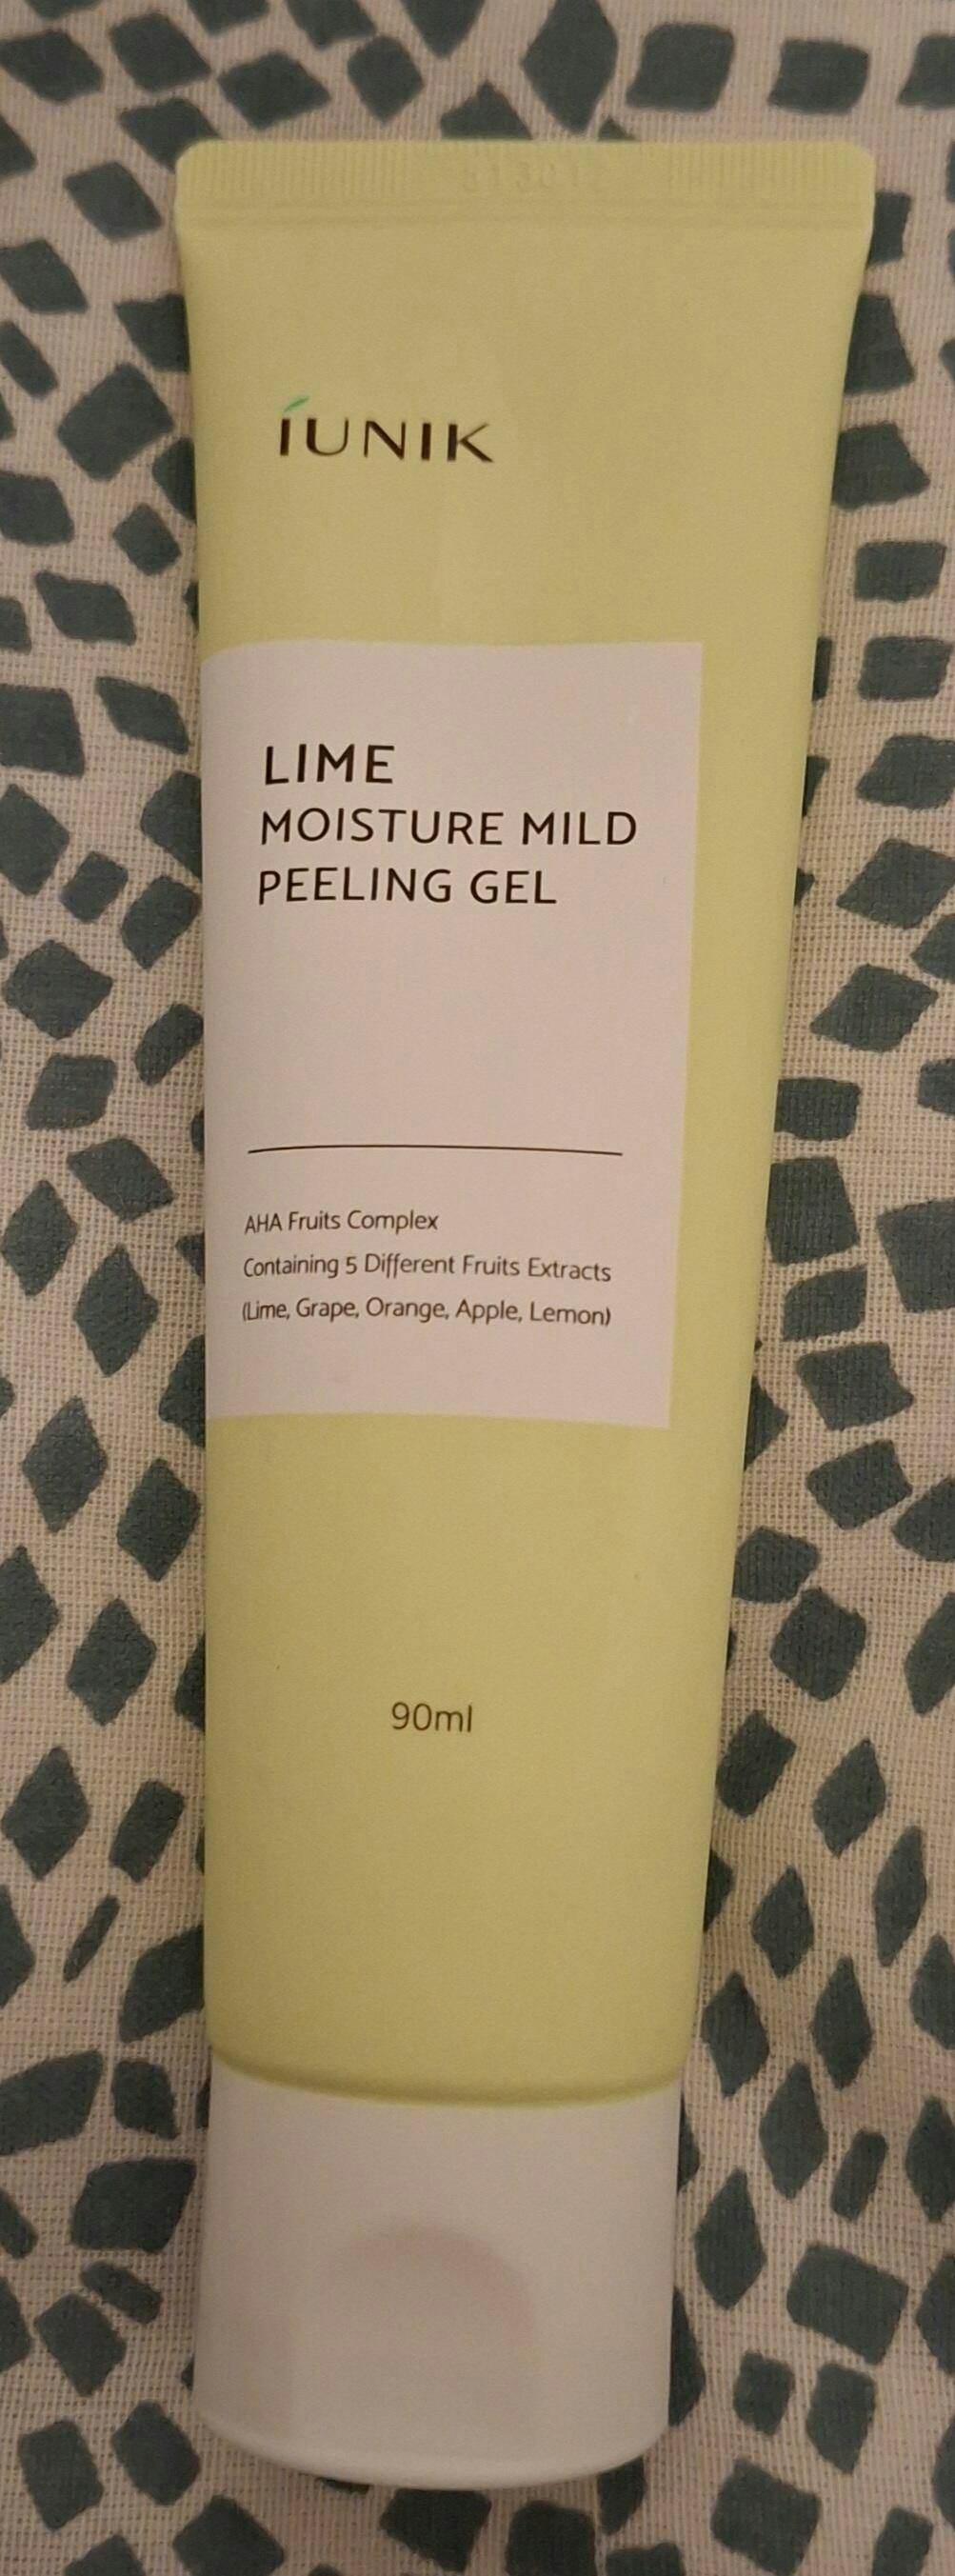 iUNIK
LIME
MOISTURE MILD
PEELING GEL
AHA Fruits Complex
Containing 5 Different Fruits Extracts
(Lime, Grape, Orange, Apple, Lemon)
90ml